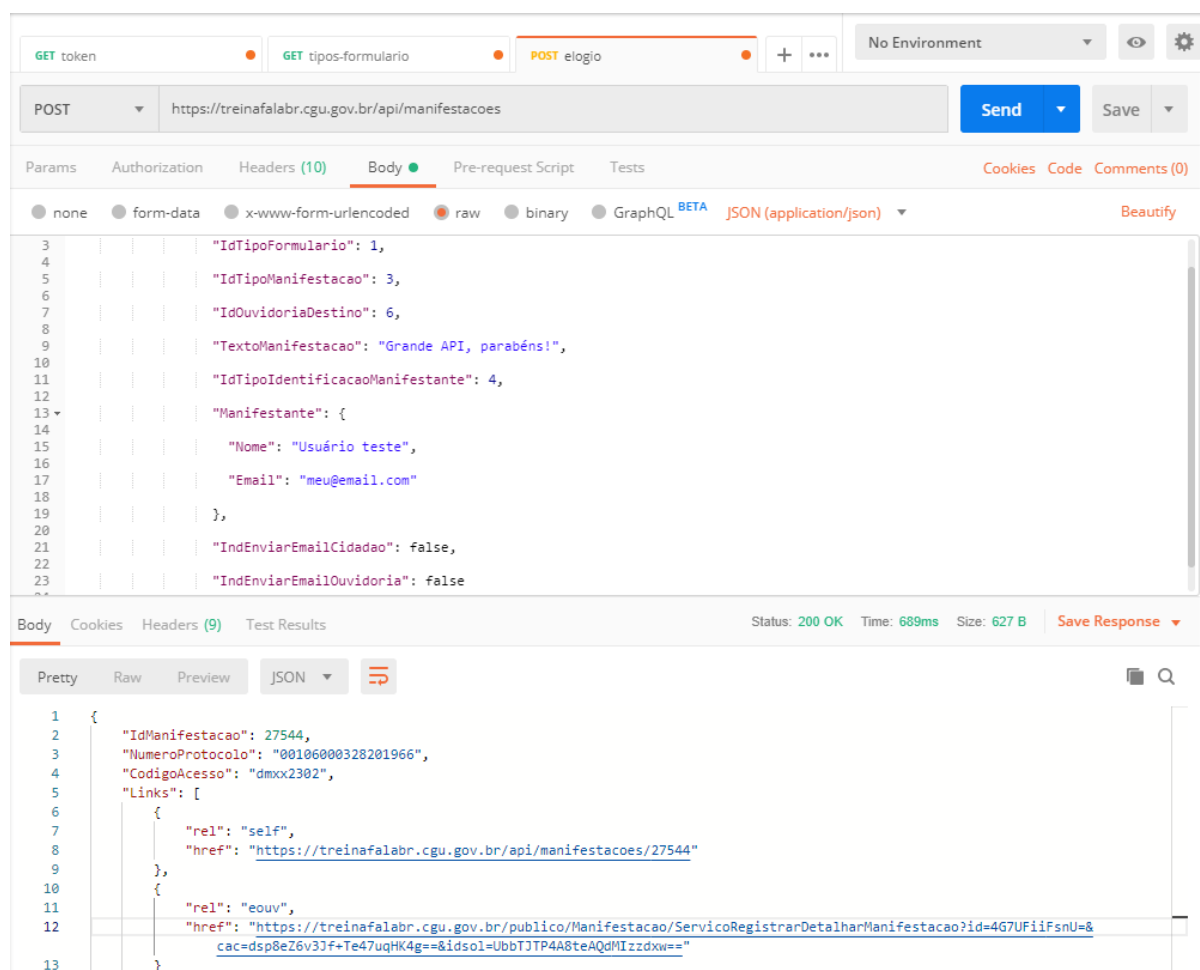 GET token
GET tipos-formulario
POST elogio
No Environment
POST
https://treinafalabr.cgu.gov.br/api/manifestacoes
Send
Save
Params Authorization Headers (10) Body Pre-request Script Tests Cookies Code Comments (0)
none form-data x-www-form-urlencoded raw binary GraphQL BETA JSON (application/json) Beautify
3 "IdTipoFormulario": 1,
4
5 "IdTipoManifestacao": 3,
6
7 "IdOuvidoriaDestino": 6,
8
9 "TextoManifestacao": "Grande API, parabéns!",
10
11 "IdTipoIdentificacaoManifestante": 4,
12
13 "Manifestante": {
14
15 "Nome": "Usuário teste",
16
17 "Email": "meu@email.com"
18
19 },
20
21 "IndEnviarEmailCidadao": false,
22
23 "IndEnviarEmailOuvidoria": false
Body Cookies Headers (9) Test Results Status: 200 OK Time: 689ms Size: 627 B Save Response
Pretty Raw Preview JSON
1 {
2 "IdManifestacao": 27544,
3 "NumeroProtocolo": "00106000328201966",
4 "CodigoAcesso": "dmxx2302",
5 "Links": [
6 {
7 "rel": "self",
8 "href": "https://treinafalabr.cgu.gov.br/api/manifestacoes/27544"
9 },
10 {
11 "rel": "eouv",
12 "href": "https://treinafalabr.cgu.gov.br/publico/Manifestacao/ServicoRegistrarDetalharManifestacao?id=4G7UFiiFsnU=&
cac=dsp8eZ6v3Jf+Te47uqHK4g==&idsol=UbbTJTP4A8teAQdMIzzdxw=="
13 }